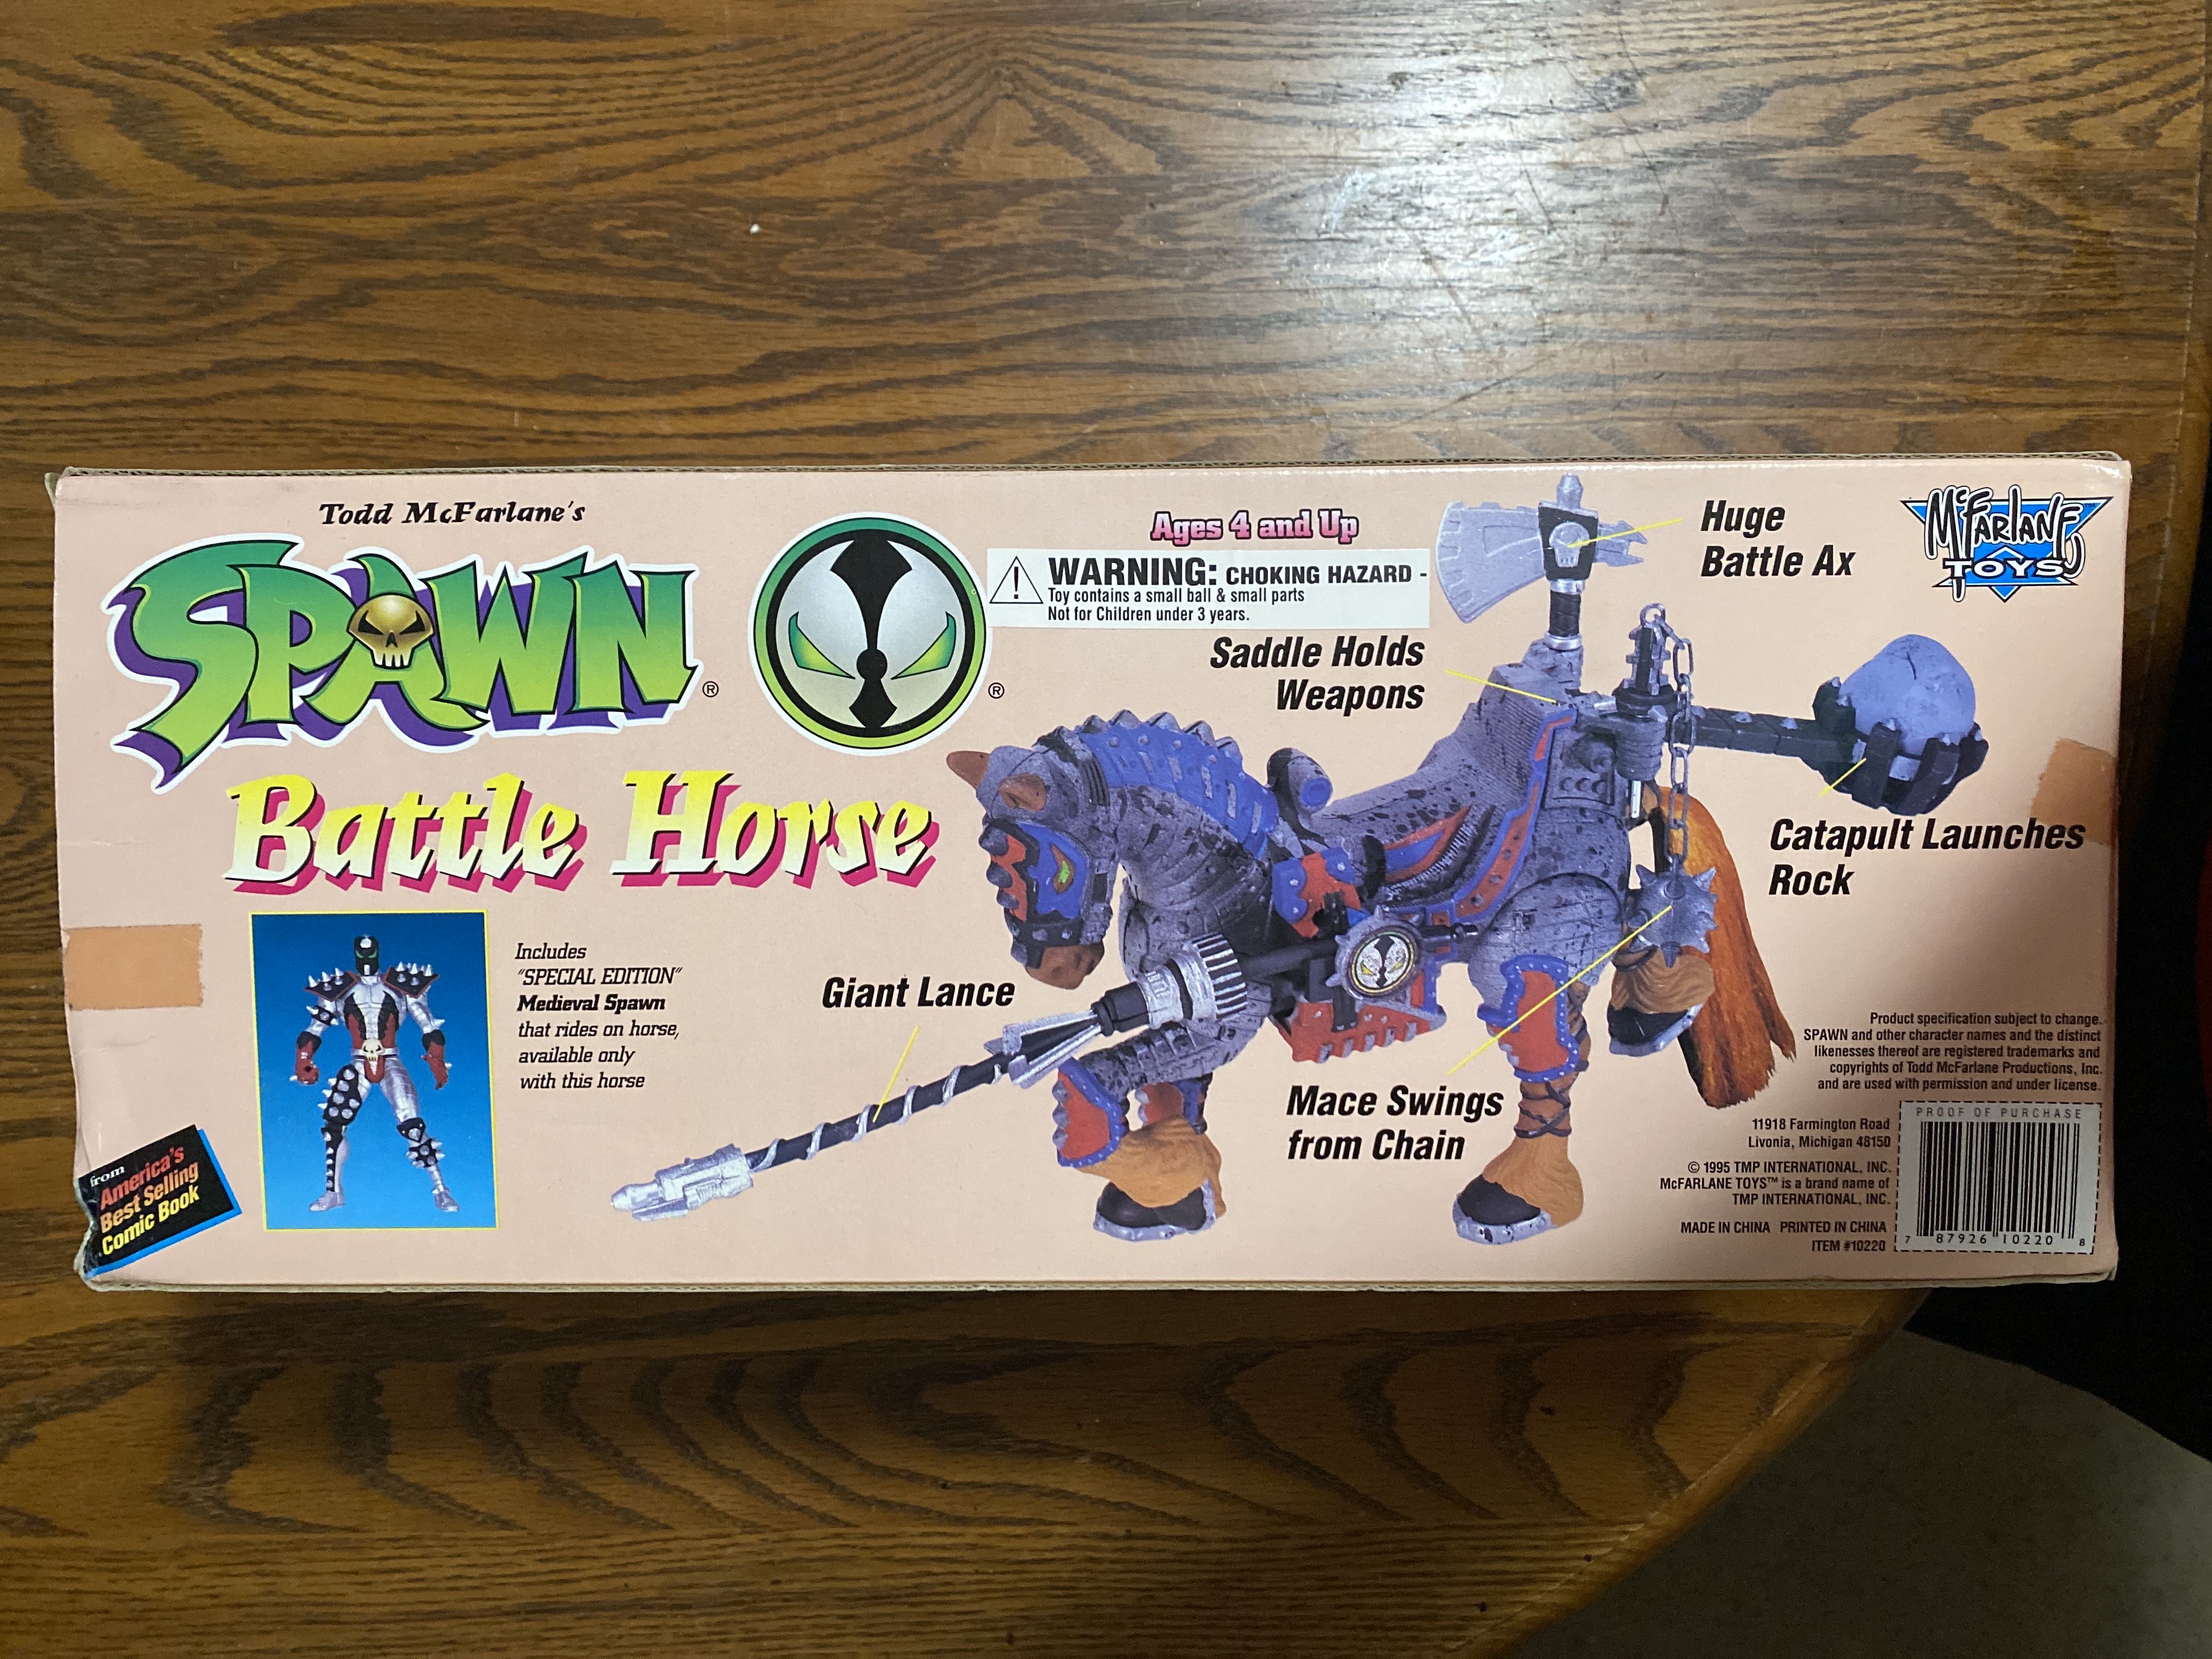 Todd McFarlane's
SPAWN®
®
Battle Horse
Includes
"SPECIAL EDITION"
Medieval Spawn
that rides on horse,
available only
with this horse
from
America's
Best Selling
Comic Book
Ages 4 and Up
WARNING: CHOKING HAZARD -
Toy contains a small ball & small parts
Not for Children under 3 years.
Saddle Holds
Weapons
Huge
Battle Ax
McFARLANE
TOYS
Catapult Launches
Rock
Giant Lance
Mace Swings
from Chain
Product specification subject to change.
SPAWN and other character names and the distinct
likenesses thereof are registered trademarks and
copyrights of Todd McFarlane Productions, Inc.
and are used with permission and under license.
11918 Farmington Road
Livonia, Michigan 48150
© 1995 TMP INTERNATIONAL, INC.
McFARLANE TOYS™ is a brand name of
TMP INTERNATIONAL, INC.
MADE IN CHINA PRINTED IN CHINA
ITEM #10220
PROOF OF PURCHASE
7 87926 10220 8